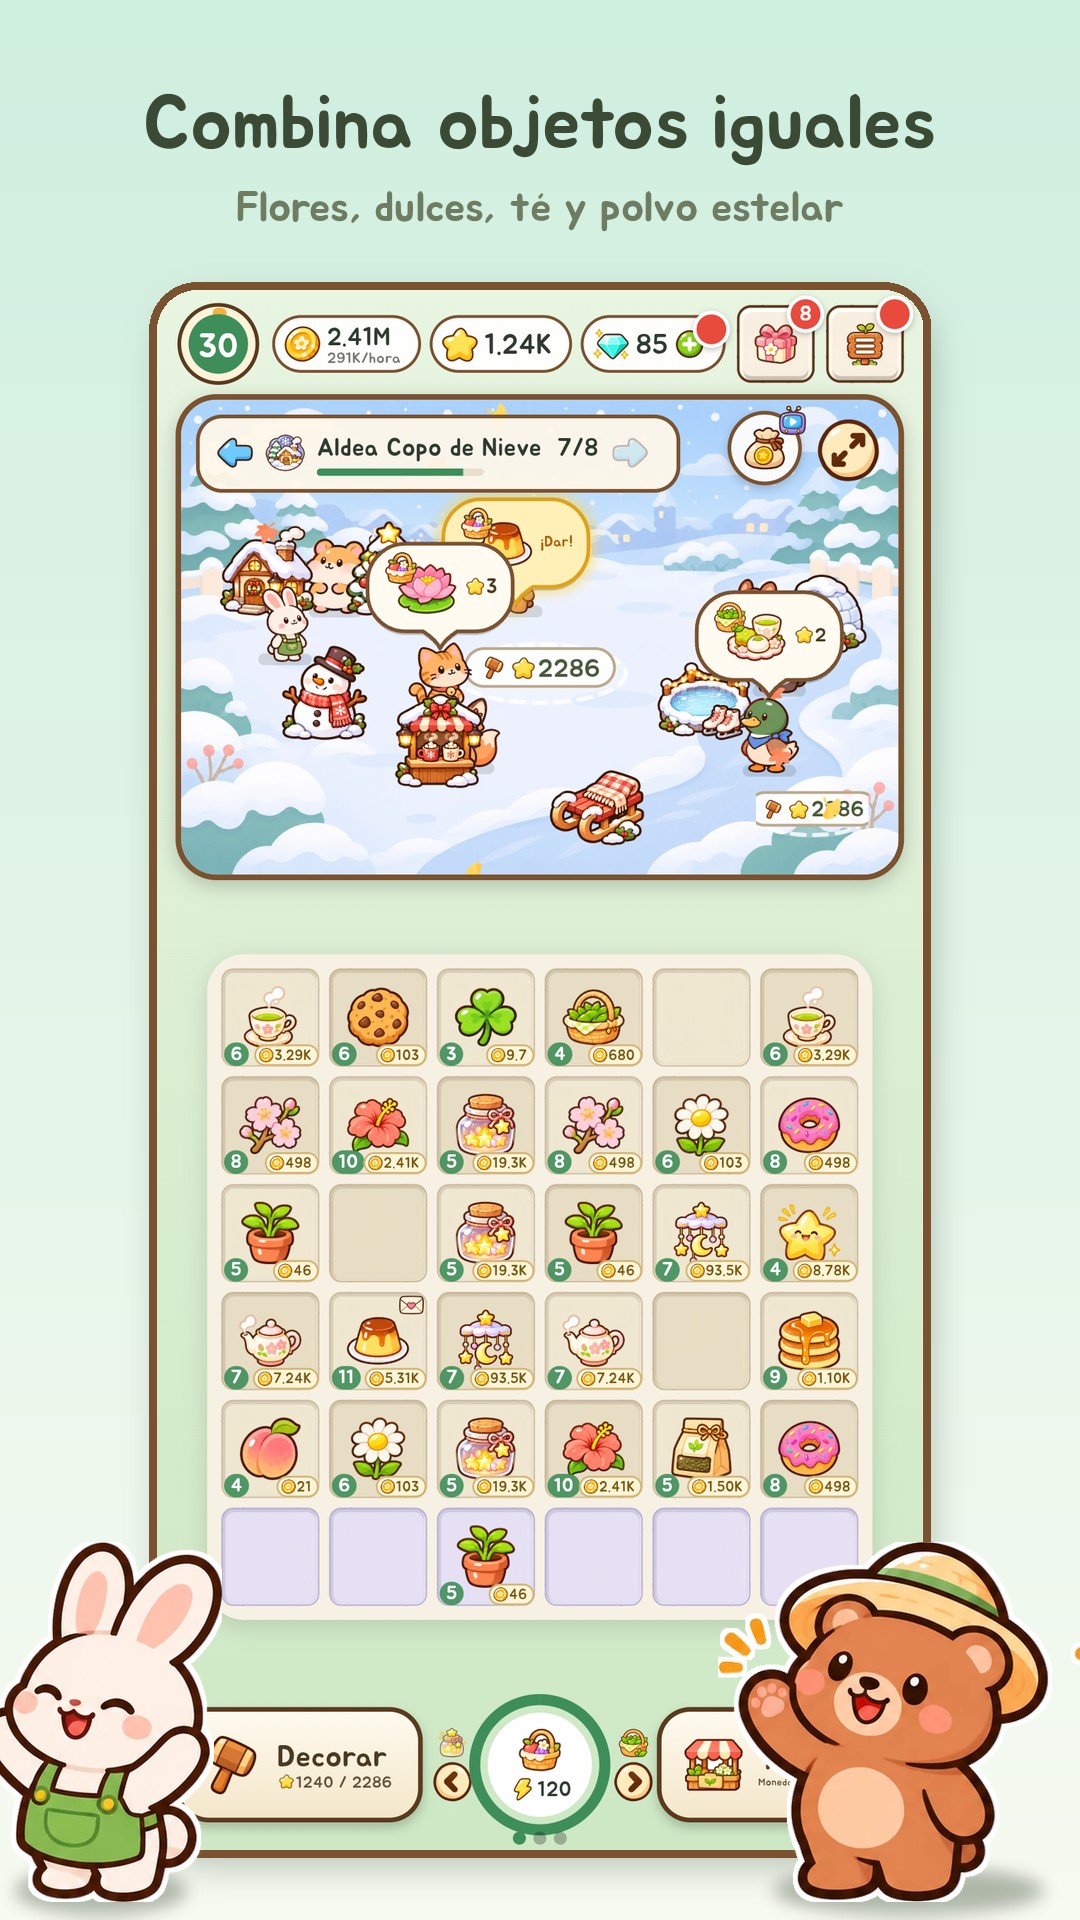 Combina objetos iguales
Flores, dulces, té y polvo estelar
30
2.41M
291K/hora
1.24K
85
8
Aldea Copo de Nieve 7/8
¡Dar!
3
2
2286
6 3.29K
6 103
3 9.7
4 680
6 3.29K
8 498
10 2.41K
5 19.3K
8 498
6 103
8 498
5 46
5 19.3K
5 46
7 93.5K
4 8.78K
7 7.24K
11 5.31K
7 93.5K
7 7.24K
9 1.10K
4 21
6 103
5 19.3K
10 2.41K
5 1.50K
8 498
5 46
Decorar
1240 / 2286
120